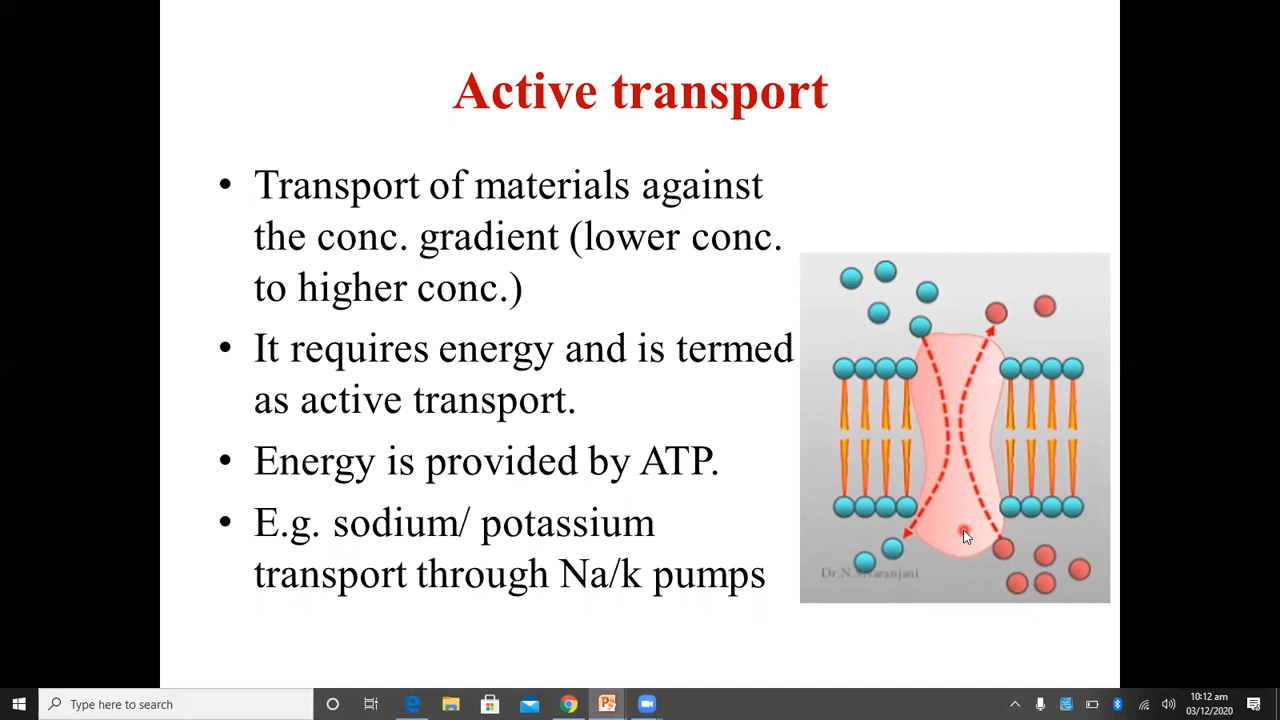 Active transport
• Transport of materials against
the conc. gradient (lower conc.
to higher conc.)
• It requires energy and is termed
as active transport.
• Energy is provided by ATP.
• E.g. sodium/ potassium
transport through Na/k pumps
Dr.N.Sivaranjani
Type here to search
10:12 am
03/12/2020